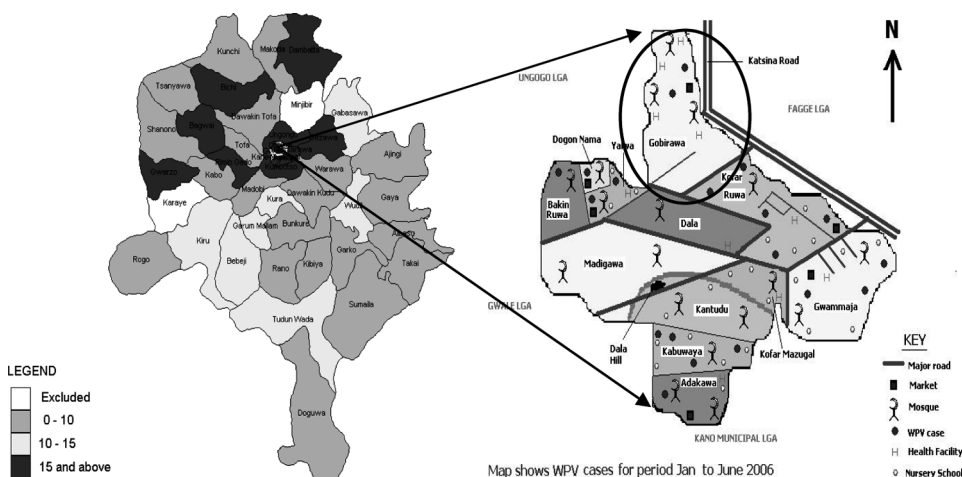 Kunchi
Makoda
Dambatta
Tsanyawa
Bichi
Minjibir
Gabasawa
Dawakin Tofa
Shanono
Bagwai
Tofa
Ajingi
Gwarzo
Kabo
Warawa
Madobi
Dawakin Kudu
Gaya
Karaye
Kura
Garum Malam
Bunkure
Kiru
Bebeji
Rano
Kibiya
Garko
Takai
Rogo
Sumaila
Tudun Wada
Doguwa
LEGEND
Excluded
0 - 10
10 - 15
15 and above
UNGOGO LGA
Katsina Road
N
FAGGE LGA
Gobirawa
Dogon Nama
Kofar
Ruwa
Bakin
Ruwa
Dala
Madigawa
GWALE LGA
Kantudu
Gwammaja
Dala
Hill
Kabuwaya
Kofar Mazugal
Adakawa
KANO MUNICIPAL LGA
KEY
Major road
Market
Mosque
WPV case
H Health Facility
Nursery School
Map shows WPV cases for period Jan to June 2006